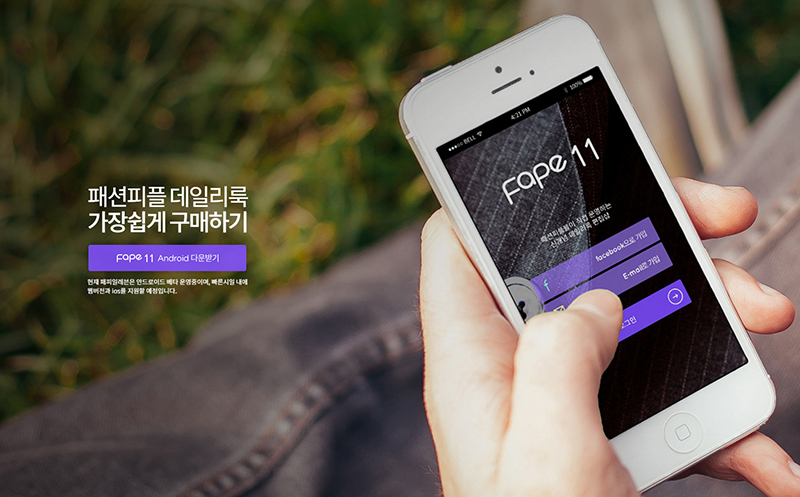 패션피플 데일리룩
가장쉽게 구매하기
Fape 11 Android 다운받기
현재 페피일레븐은 안드로이드 베타 운영중이며, 빠른시일 내에
웹버전과 ios를 지원할 예정입니다.
BELL
4:21 PM
100%
Fape 11
패션피플들이 직접 운영하는
신개념 데일리룩 편집샵
f
facebook으로 가입
E-mail로 가입
로그인